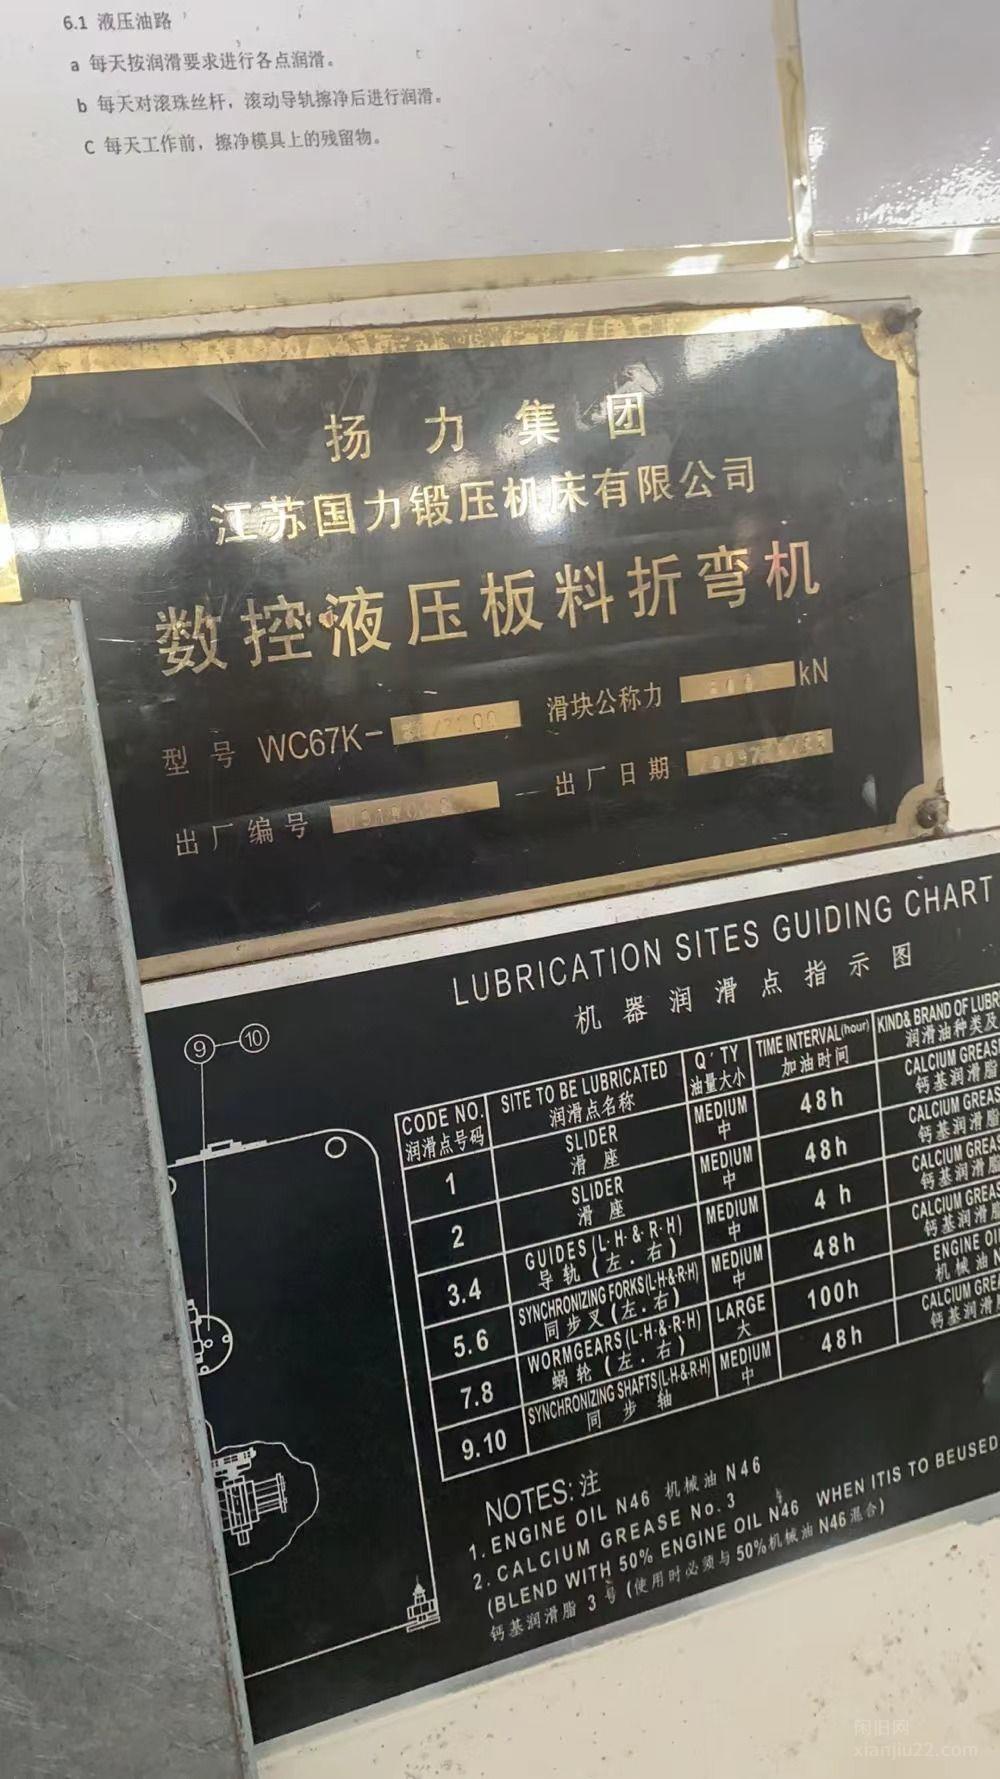 6.1 液压油路
a 每天按润滑要求进行各点润滑。
b 每天对滚珠丝杆，滚动导轨擦净后进行润滑。
C 每天工作前，擦净模具上的残留物。
扬力集团
江苏国力锻压机床有限公司
数控液压板料折弯机
型号 WC67K- 滑块公称力 kN
出厂编号 出厂日期
LUBRICATION SITES GUIDING CHART
机器润滑点指示图
9 10
CODE NO. SITE TO BE LUBRICATED Q'TY TIME INTERVAL(hour) KIND& BRAND OF LUBR
润滑点号码 润滑点名称 油量大小 加油时间 润滑油种类及
1 SLIDER MEDIUM 48h CALCIUM GREAS
滑座 中 钙基润滑脂
2 SLIDER MEDIUM 48h CALCIUM GREAS
滑座 中 钙基润滑脂
3.4 GUIDES(L·H·&·R·H) MEDIUM 4h CALCIUM GREAS
导轨(左.右) 中 钙基润滑脂
5.6 SYNCHRONIZING FORKS(L·H·&·R·H) MEDIUM 48h CALCIUM GREAS
同步叉(左.右) 中 钙基润滑脂
7.8 WORMGEARS(L·H·&·R·H) LARGE 100h ENGINE OIL
蜗轮(左.右) 大 机械油N
9.10 SYNCHRONIZING SHAFTS(L·H·&·R·H) MEDIUM 48h CALCIUM GREA
同步轴 中 钙基润滑脂
NOTES: 注
1. ENGINE OIL N46 机械油 N46
2. CALCIUM GREASE No. 3
(BLEND WITH 50% ENGINE OIL N46 WHEN ITIS TO BEUSED
钙基润滑脂 3号(使用时必须与50%机械油N46混合)
闲旧网
xianjiu22.com